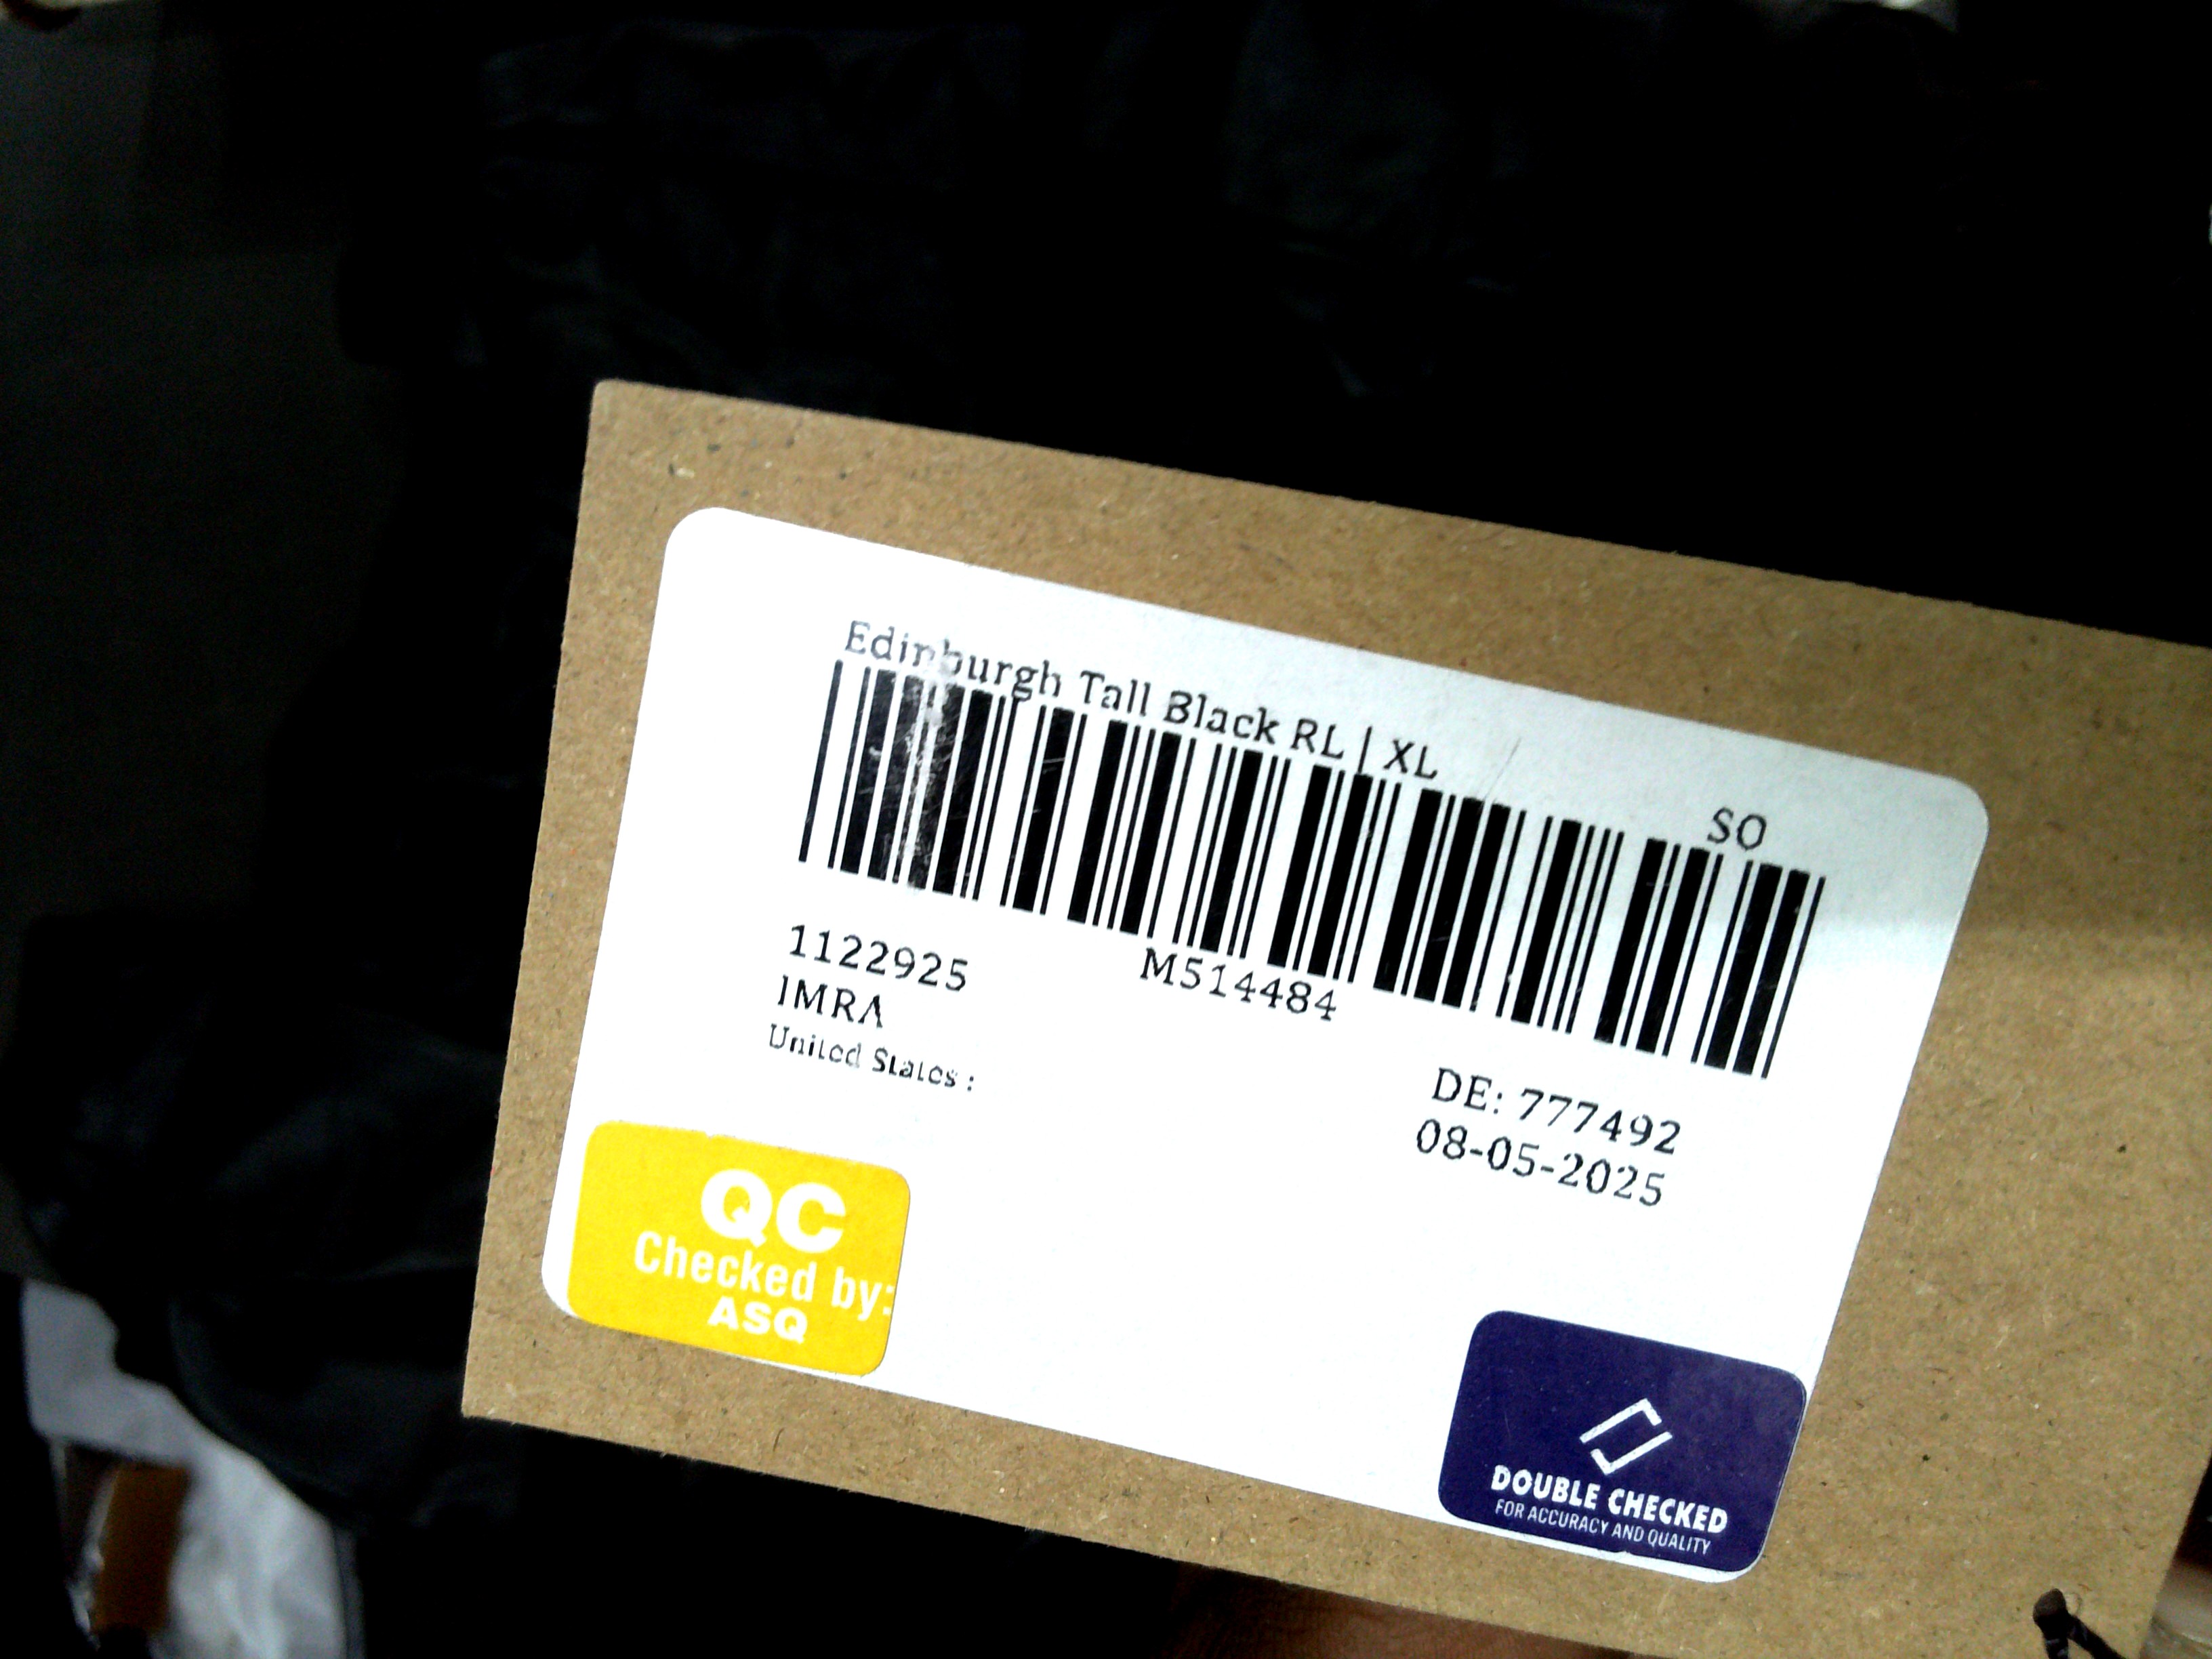 Edinburgh Tall Black RL | XL
SO
1122925
M514484
IMRA
United States :
DE: 777492
08-05-2025
QC
Checked by:
ASQ
DOUBLE CHECKED
FOR ACCURACY AND QUALITY